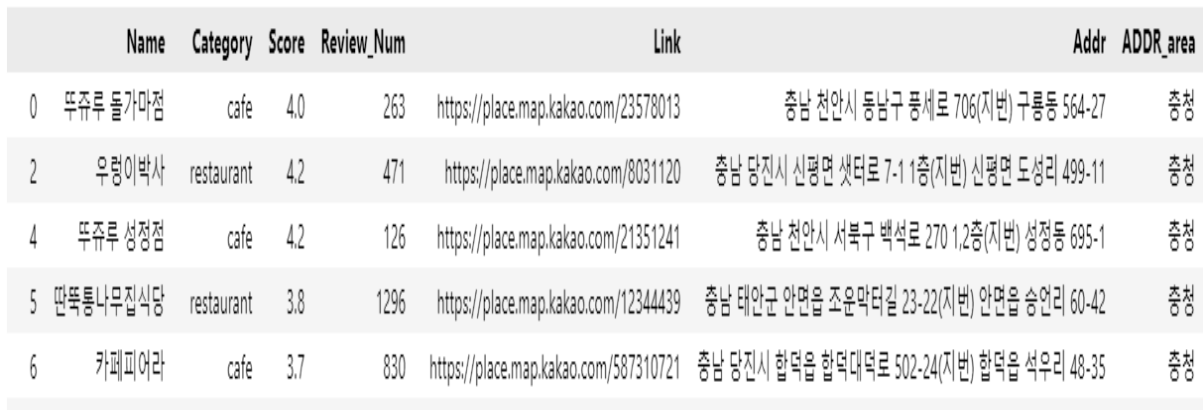 Name Category Score Review_Num Link Addr ADDR_area
0 뚜쥬루 돌가마점 cafe 4.0 263 https://place.map.kakao.com/23578013 충남 천안시 동남구 풍세로 706(지번) 구룡동 564-27 충청
2 우렁이박사 restaurant 4.2 471 https://place.map.kakao.com/8031120 충남 당진시 신평면 샛터로 7-1 1층(지번) 신평면 도성리 499-11 충청
4 뚜쥬루 성정점 cafe 4.2 126 https://place.map.kakao.com/21351241 충남 천안시 서북구 백석로 270 1,2층(지번) 성정동 695-1 충청
5 딴뚝통나무집식당 restaurant 3.8 1296 https://place.map.kakao.com/12344439 충남 태안군 안면읍 조운막터길 23-22(지번) 안면읍 승언리 60-42 충청
6 카페피어라 cafe 3.7 830 https://place.map.kakao.com/587310721 충남 당진시 합덕읍 합덕대덕로 502-24(지번) 합덕읍 석우리 48-35 충청